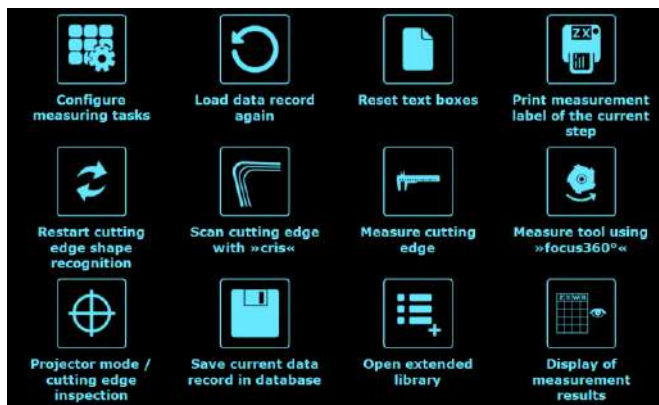 ZX
Configure
measuring tasks
Load data record
again
Reset text boxes
Print measurement
label of the current
step
Restart cutting
edge shape
recognition
Scan cutting edge
with »cris«
Measure cutting
edge
Measure tool using
»focus360°«
Z X W R
Projector mode /
cutting edge
inspection
Save current data
record in database
Open extended
library
Display of
measurement
results